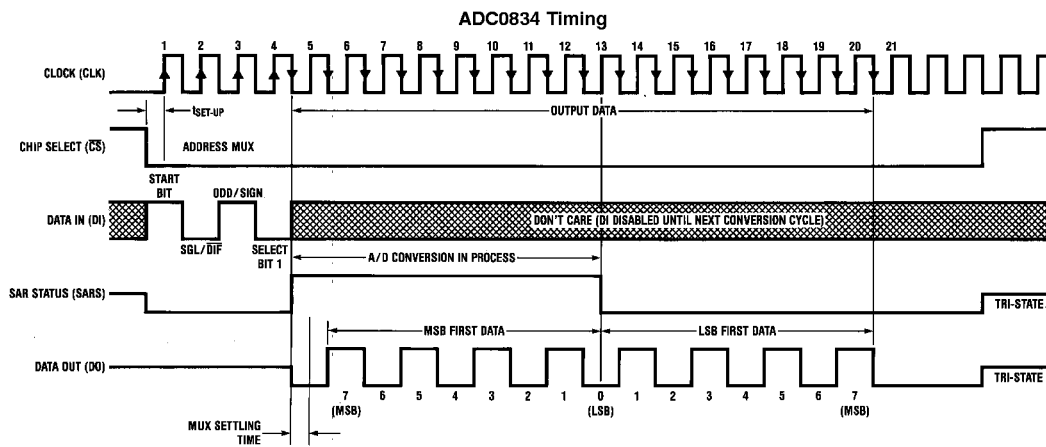 ADC0834 Timing
1 2 3 4 5 6 7 8 9 10 11 12 13 14 15 16 17 18 19 20 21
CLOCK (CLK)
tSET-UP
OUTPUT DATA
CHIP SELECT (CS)
ADDRESS MUX
START
BIT
ODD/SIGN
DATA IN (DI)
DON'T CARE (DI DISABLED UNTIL NEXT CONVERSION CYCLE)
SGL/DIF
SELECT
BIT 1
A/D CONVERSION IN PROCESS
SAR STATUS (SARS)
TRI-STATE
MSB FIRST DATA
LSB FIRST DATA
DATA OUT (DO)
TRI-STATE
7 6 5 4 3 2 1 0 1 2 3 4 5 6 7
(MSB) (LSB) (MSB)
MUX SETTLING
TIME